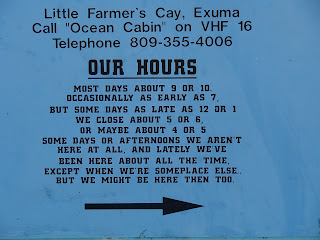 Little Farmer`s Cay, Exuma
Call "Ocean Cabin" on VHF 16
Telephone 809-355-4006
OUR HOURS
MOST DAYS ABOUT 9 OR 10.
OCCASIONALLY AS EARLY AS 7,
BUT SOME DAYS AS LATE AS 12 OR 1
WE CLOSE ABOUT 5 OR 6,
OR MAYBE ABOUT 4 OR 5
SOME DAYS OR AFTERNOONS WE AREN'T
HERE AT ALL, AND LATELY WE'VE
BEEN HERE ABOUT ALL THE TIME,
EXCEPT WHEN WE'RE SOMEPLACE ELSE..
BUT WE MIGHT BE HERE THEN TOO.